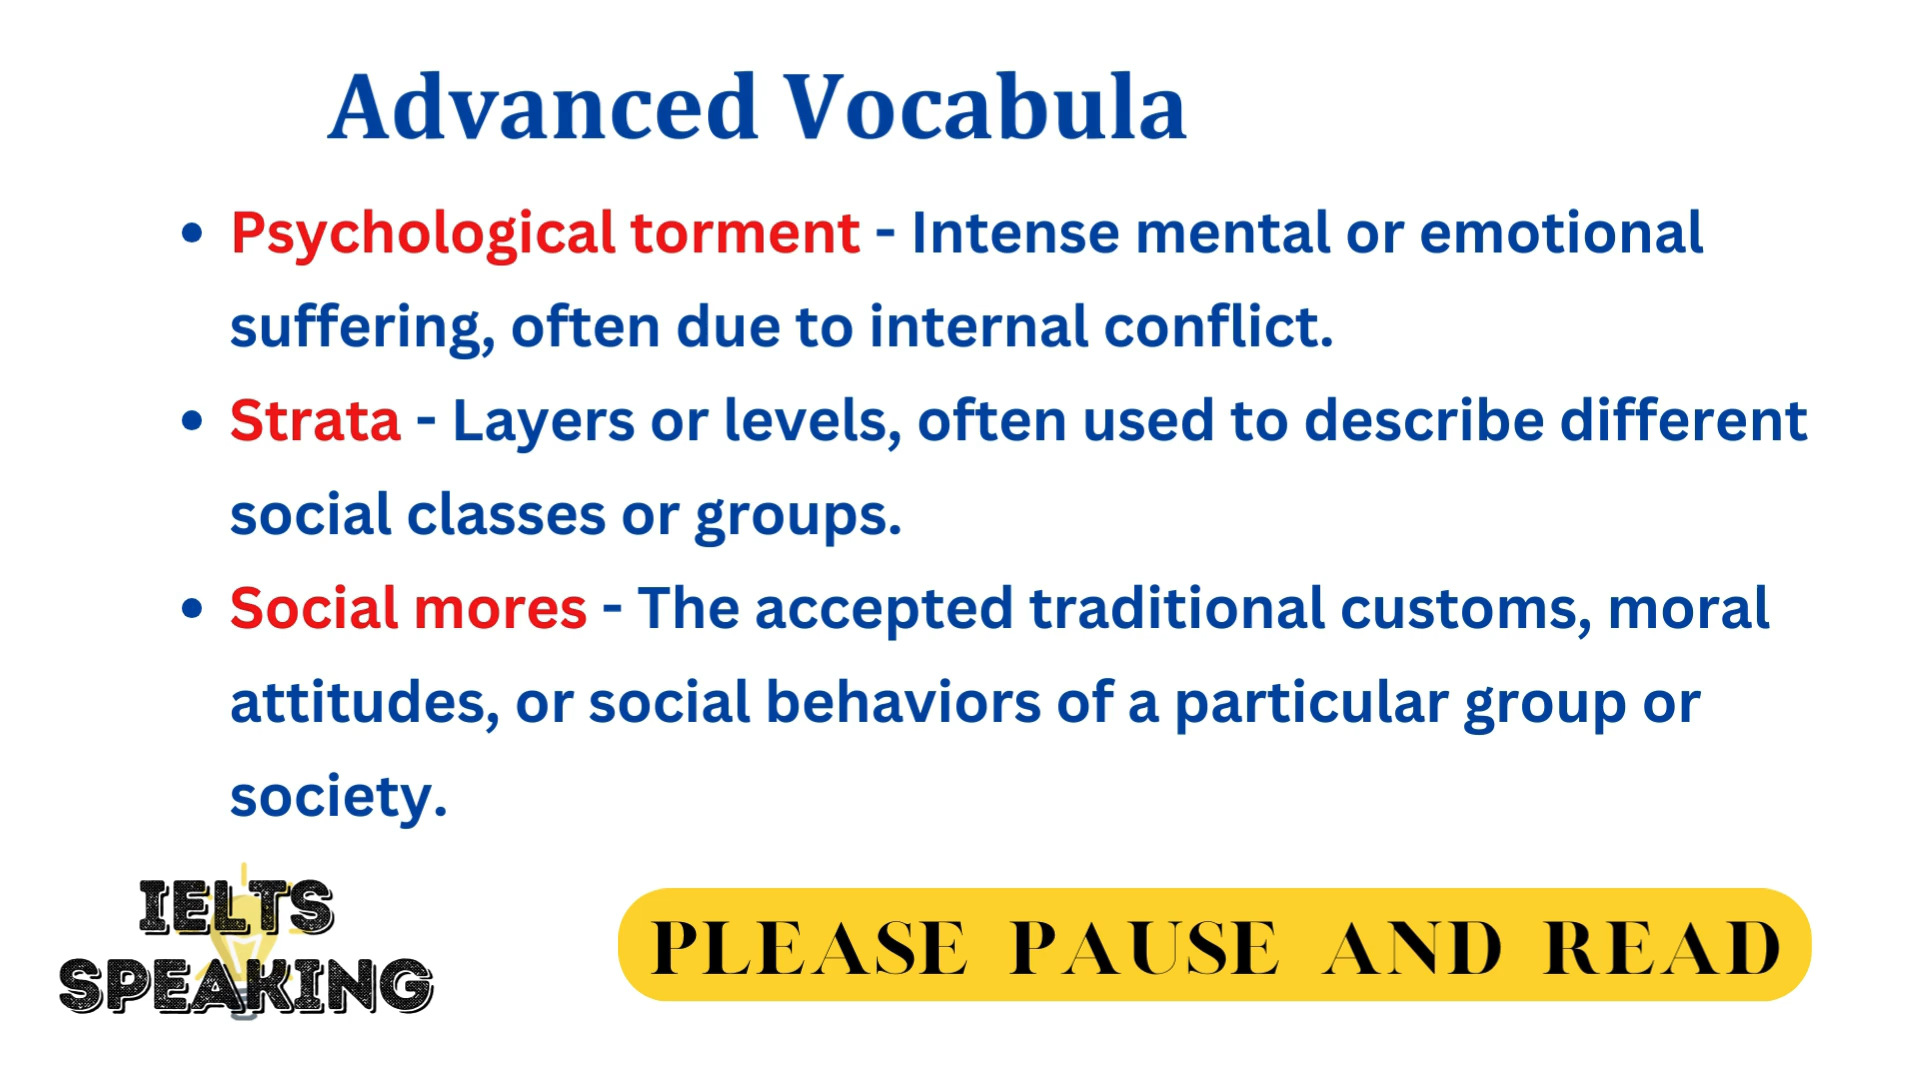 Advanced Vocabula
• Psychological torment - Intense mental or emotional
suffering, often due to internal conflict.
• Strata - Layers or levels, often used to describe different
social classes or groups.
• Social mores - The accepted traditional customs, moral
attitudes, or social behaviors of a particular group or
society.
IELTS
SPEAKING
PLEASE PAUSE AND READ